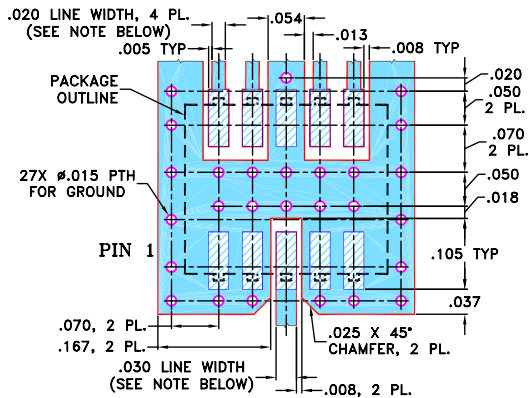 .020 LINE WIDTH, 4 PL.
(SEE NOTE BELOW)
.054
.005 TYP
.013
.008 TYP
PACKAGE
OUTLINE
.020
.050
2 PL.
.070
2 PL.
27X ø.015 PTH
FOR GROUND
.050
.018
PIN 1
.105 TYP
.037
.070, 2 PL.
.025 X 45°
CHAMFER, 2 PL.
.167, 2 PL.
.030 LINE WIDTH
(SEE NOTE BELOW)
.008, 2 PL.